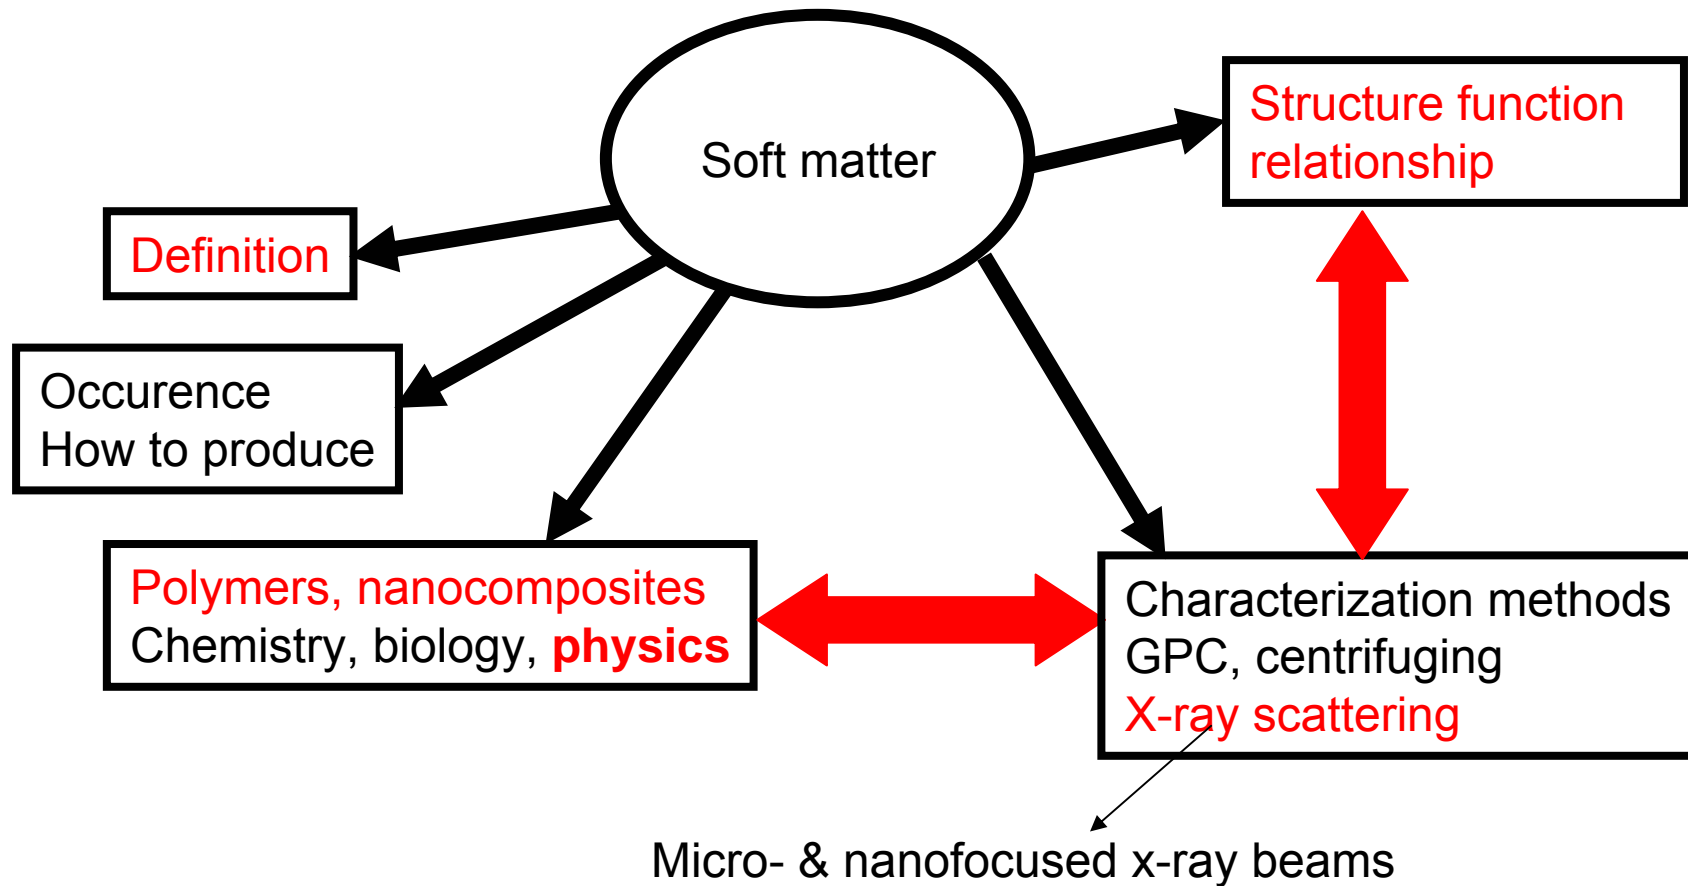 Soft matter
Structure function
relationship
Definition
Occurence
How to produce
Polymers, nanocomposites
Chemistry, biology, physics
Characterization methods
GPC, centrifuging
X-ray scattering
Micro- & nanofocused x-ray beams